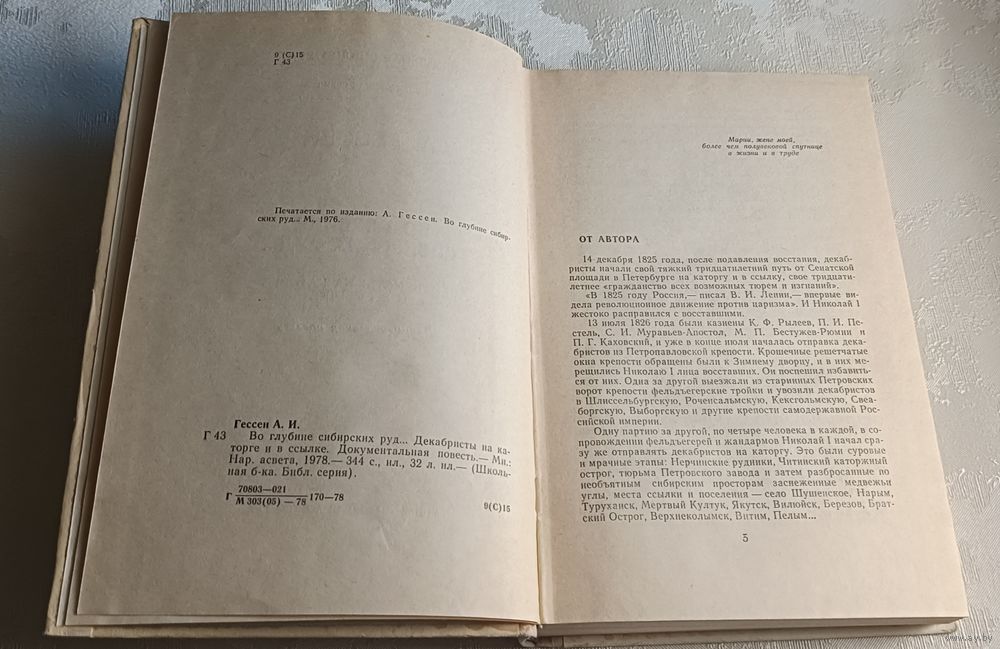 9 (С)15
Г 43
Печатается по изданию: А. Гессен. Во глубине сибир-
ских руд... М., 1976.
Гессен А. И.
Г 43 Во глубине сибирских руд... Декабристы на ка-
торге и в ссылке. Документальная повесть.— Мн.:
Нар. асвета, 1978.— 344 с., ил., 32 л. ил.— (Школь-
ная б-ка. Библ. серия).
70803—021
Г 170—78
М 303(05) — 78
9(С)15
Марии, жене моей,
более чем полувековой спутнице
в жизни и в труде
ОТ АВТОРА
14 декабря 1825 года, после подавления восстания, декаб-
ристы начали свой тяжкий тридцатилетний путь от Сенатской
площади в Петербурге на каторгу и в ссылку, свое тридцати-
летнее «гражданство всех возможных тюрем и изгнаний».
«В 1825 году Россия,— писал В. И. Ленин,— впервые ви-
дела революционное движение против царизма». И Николай I
жестоко расправился с восставшими.
13 июля 1826 года были казнены К. Ф. Рылеев, П. И. Пе-
стель, С. И. Муравьев-Апостол, М. П. Бестужев-Рюмин и
П. Г. Каховский, и уже в конце июля началась отправка дека-
бристов из Петропавловской крепости. Крошечные решетчатые
окна крепости обращены были к Зимнему дворцу, и в них ме-
рещились Николаю I лица восставших. Он поспешил избавить-
ся от них. Одна за другой выезжали из старинных Петровских
ворот крепости фельдъегерские тройки и увозили декабристов
в Шлиссельбургскую, Роченсальмскую, Кексгольмскую, Свеа-
боргскую, Выборгскую и другие крепости самодержавной Рос-
сийской империи.
Одну партию за другой, по четыре человека в каждой, в со-
провождении фельдъегерей и жандармов Николай I начал сра-
зу же отправлять декабристов на каторгу. Это были суровые
и мрачные этапы: Нерчинские рудники, Читинский каторжный
острог, тюрьма Петровского завода и затем разбросанные по
необъятным сибирским просторам заснеженные медвежьи
углы, места ссылки и поселения — село Шушенское, Нарым,
Туруханск, Мертвый Култук, Якутск, Вилюйск, Березов, Брат-
ский Острог, Верхнеколымск, Витим, Пелым...
5
www.ay.by